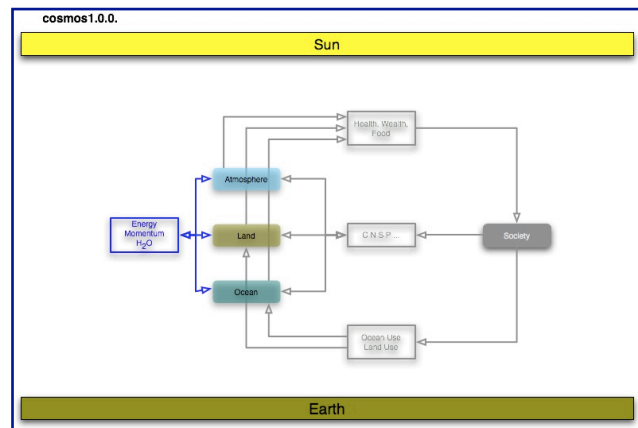 cosmos1.0.0.
Sun
Health, Wealth,
Food
Atmosphere
Energy
Momentum
H2O
Land
C N S P...
Society
Ocean
Ocean Use
Land Use
Earth